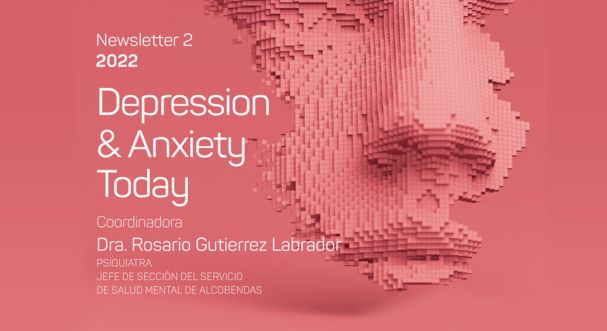 Newsletter 2
2022
Depression
& Anxiety
Today
Coordinadora
Dra. Rosario Gutierrez Labrador
PSIQUIATRA
JEFE DE SECCIÓN DEL SERVICIO
DE SALUD MENTAL DE ALCOBENDAS